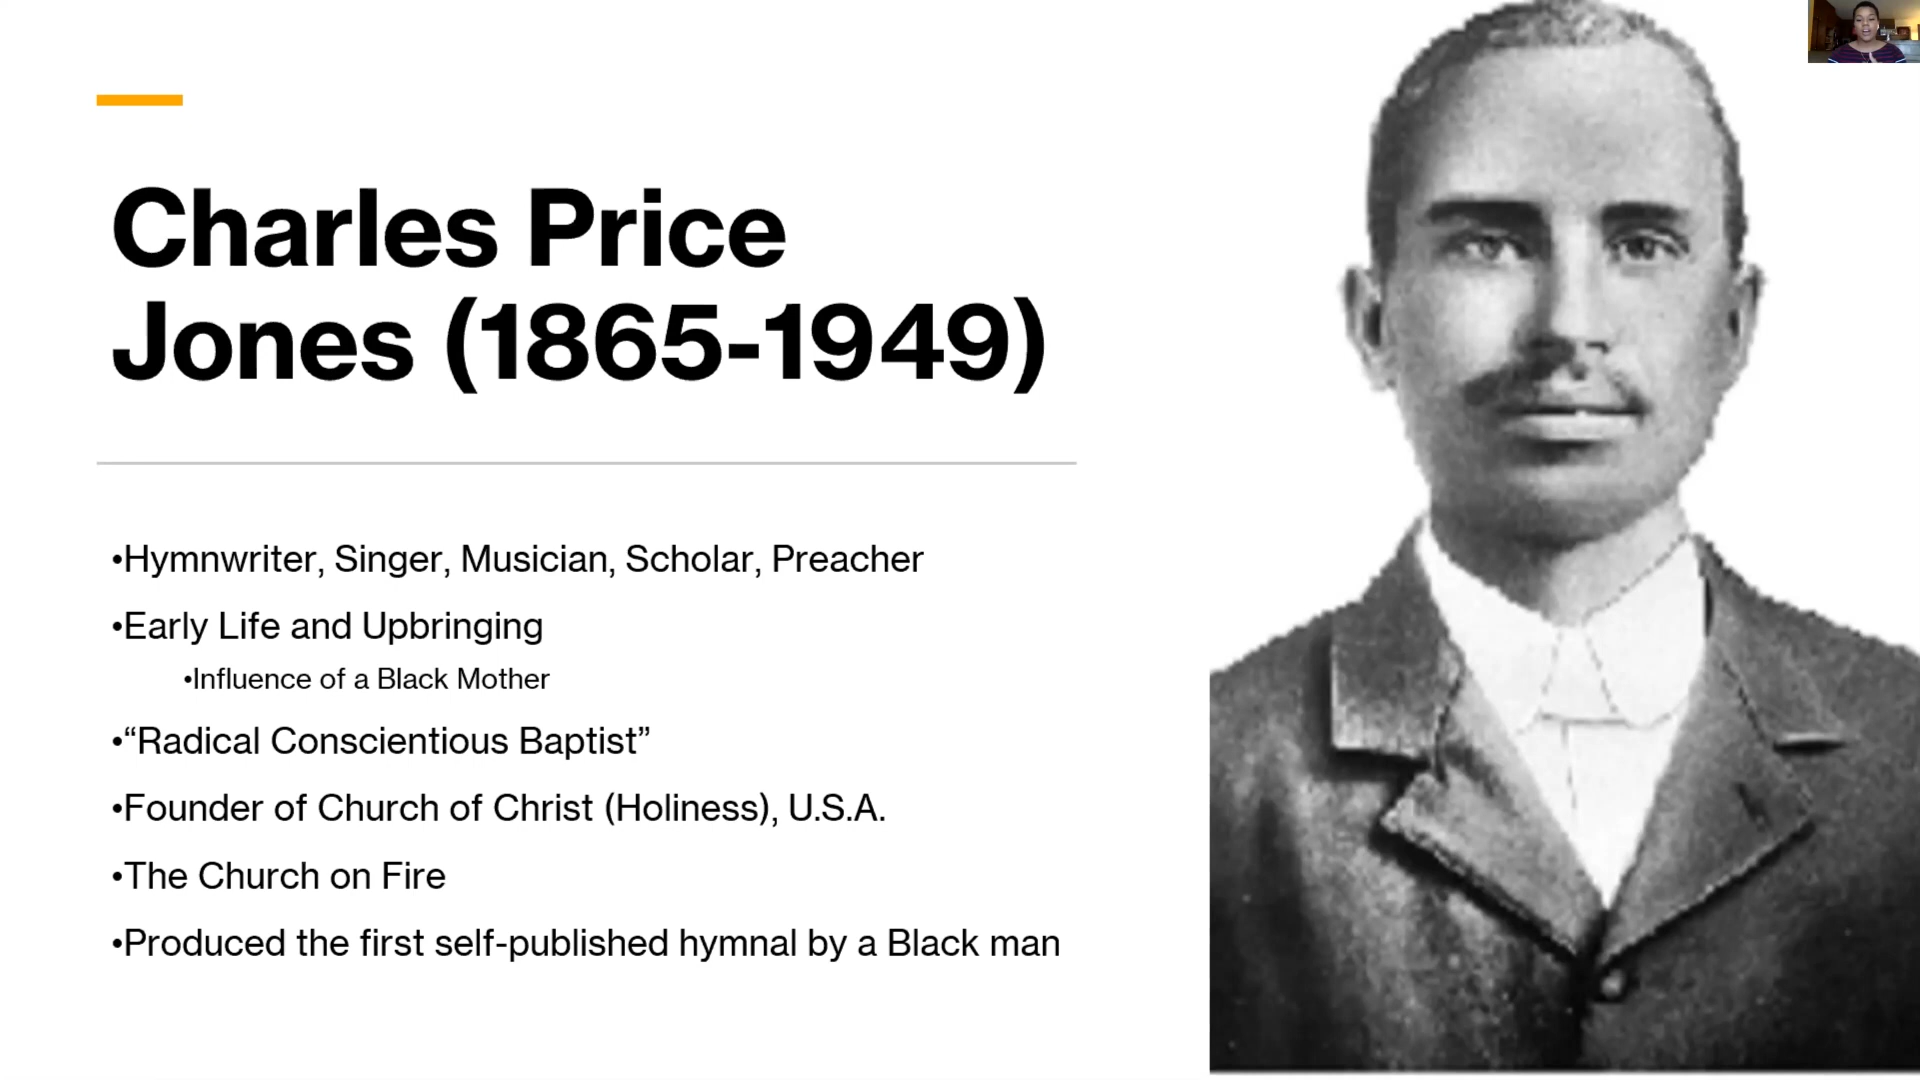 Charles Price
Jones (1865-1949)
•Hymnwriter, Singer, Musician, Scholar, Preacher
•Early Life and Upbringing
•Influence of a Black Mother
•“Radical Conscientious Baptist”
•Founder of Church of Christ (Holiness), U.S.A.
•The Church on Fire
•Produced the first self-published hymnal by a Black man